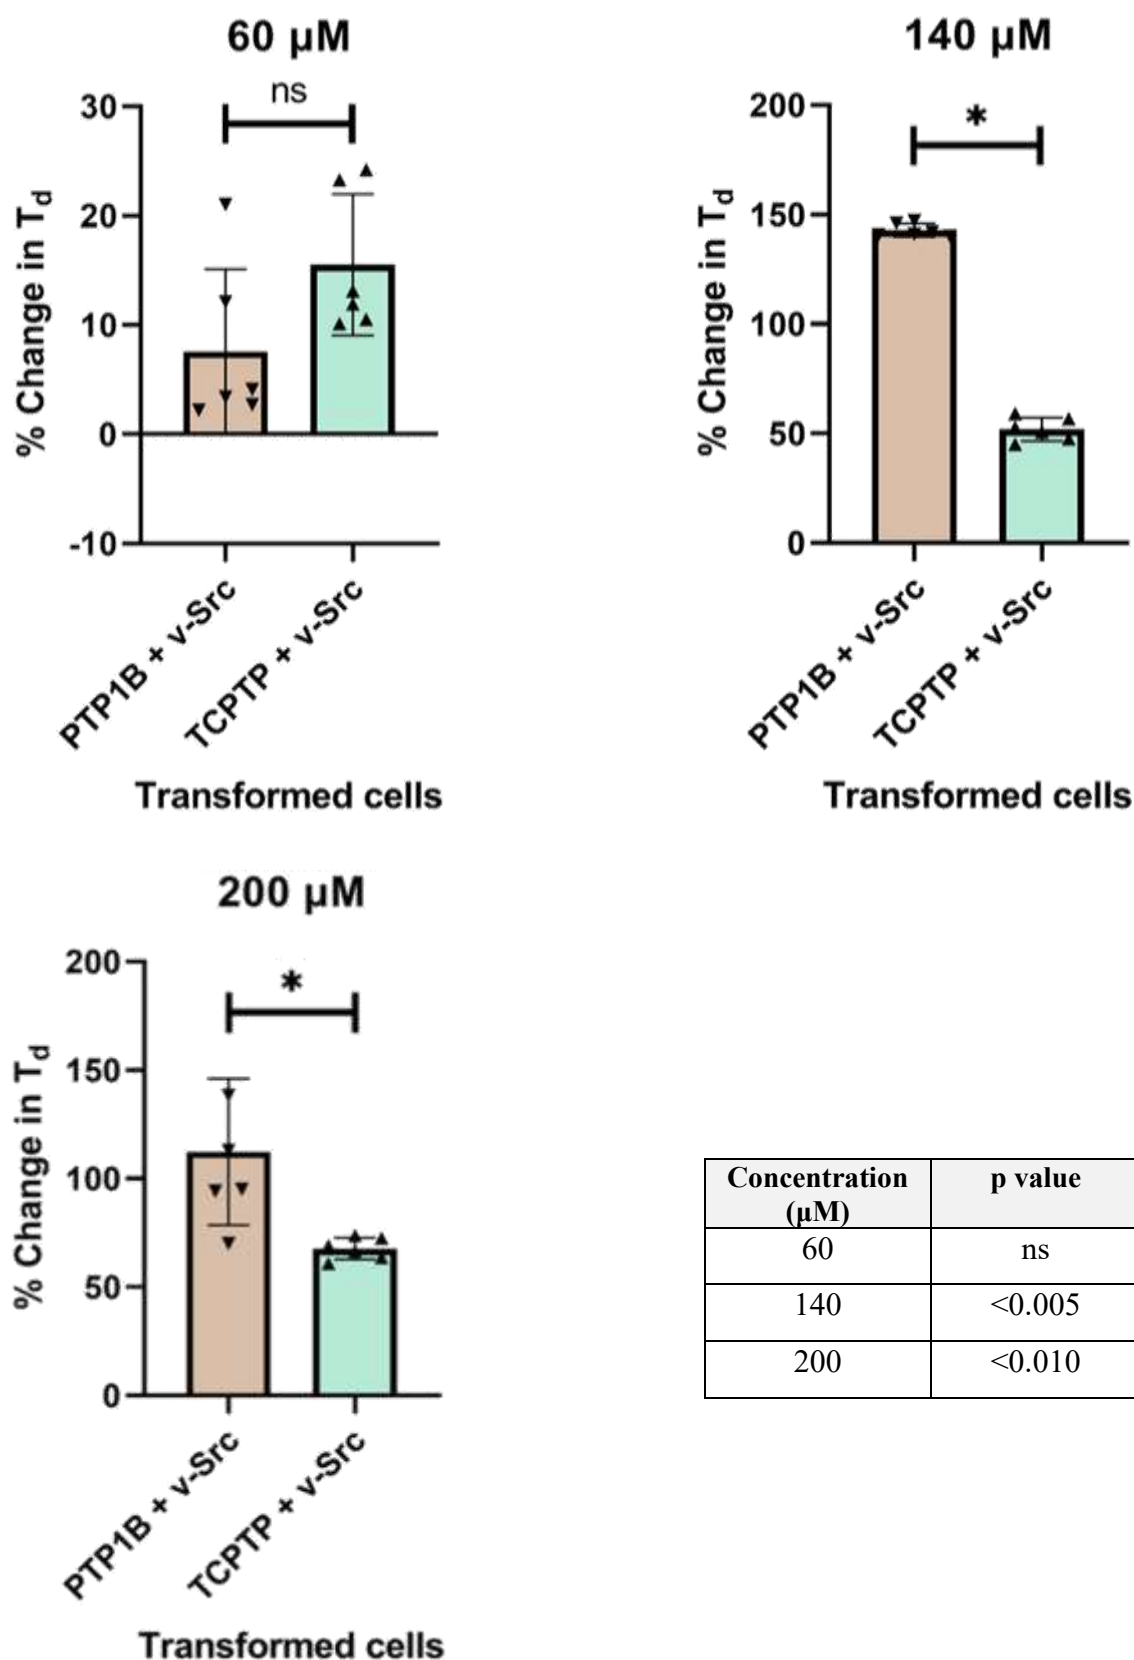 60 µM
ns
30
20
10
0
-10
% Change in Td
PTP1B + v-Src
TCPTP + v-Src
Transformed cells
140 µM
*
200
150
100
50
0
% Change in Td
PTP1B + v-Src
TCPTP + v-Src
Transformed cells
200 µM
*
200
150
100
50
0
% Change in Td
PTP1B + v-Src
TCPTP + v-Src
Transformed cells
Concentration p value
(µM)
60 ns
140 <0.005
200 <0.010